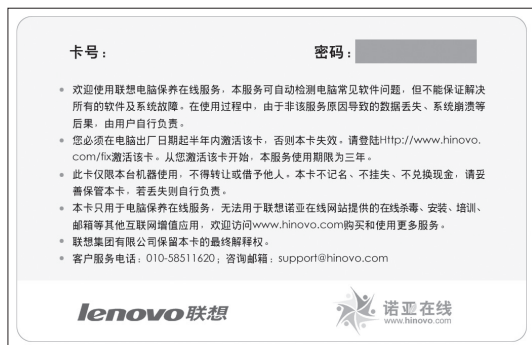 卡号： 密码：
• 欢迎使用联想电脑保养在线服务，本服务可自动检测电脑常见软件问题，但不能保证解决
所有的软件及系统故障。在使用过程中，由于非该服务原因导致的数据丢失、系统崩溃等
后果，由用户自行负责。
• 您必须在电脑出厂日期起半年内激活该卡，否则本卡失效。请登陆Http://www.hinovo.
com/fix激活该卡。从您激活该卡开始，本服务使用期限为三年。
• 此卡仅限本台机器使用，不得转让或借予他人。本卡不记名、不挂失、不兑换现金，请妥
善保管本卡，若丢失则自行负责。
• 本卡只用于电脑保养在线服务，无法用于联想诺亚在线网站提供的在线杀毒、安装、培训、
邮箱等其他互联网增值应用，欢迎访问www.hinovo.com购买和使用更多服务。
• 联想集团有限公司保留本卡的最终解释权。
• 客户服务电话：010-58511620；咨询邮箱：support@hinovo.com
lenovo联想 诺亚在线
www.hinovo.com